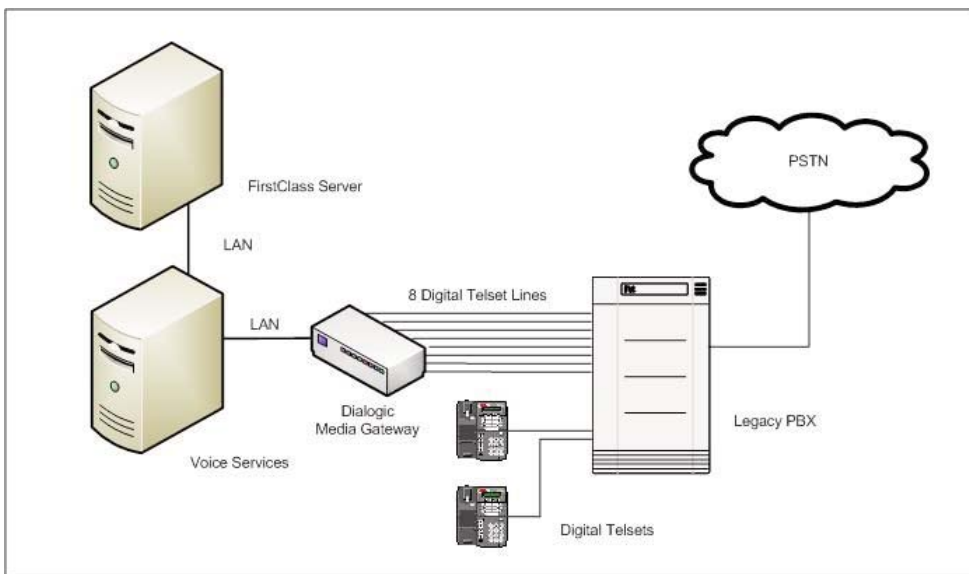 PSTN
FirstClass Server
LAN
8 Digital Telset Lines
LAN
Dialogic
Media Gateway
Legacy PBX
Voice Services
Digital Telsets